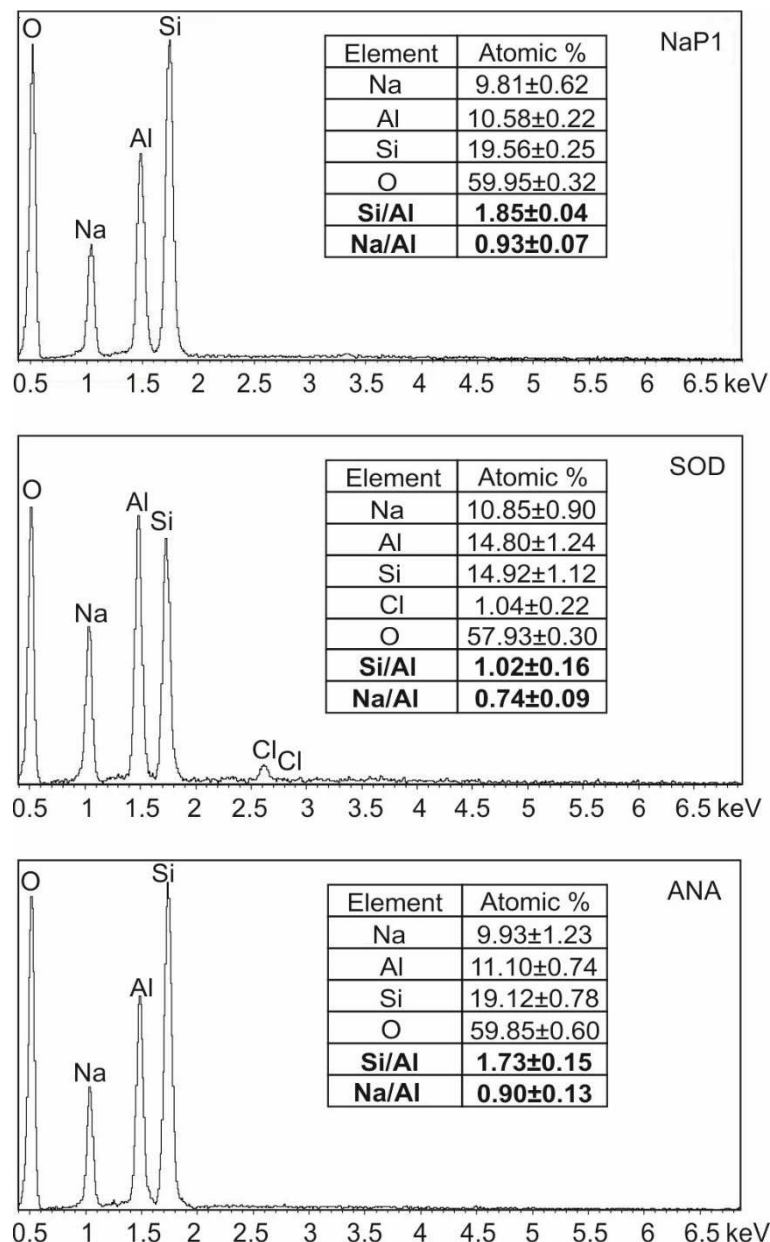 O
Si
NaP1
Al
Na
Element Atomic %
Na 9.81±0.62
Al 10.58±0.22
Si 19.56±0.25
O 59.95±0.32
Si/Al 1.85±0.04
Na/Al 0.93±0.07
0.5 1 1.5 2 2.5 3 3.5 4 4.5 5 5.5 6 6.5 keV
O
Al
Si
SOD
Na
Cl
Cl
Element Atomic %
Na 10.85±0.90
Al 14.80±1.24
Si 14.92±1.12
Cl 1.04±0.22
O 57.93±0.30
Si/Al 1.02±0.16
Na/Al 0.74±0.09
0.5 1 1.5 2 2.5 3 3.5 4 4.5 5 5.5 6 6.5 keV
O
Si
ANA
Al
Na
Element Atomic %
Na 9.93±1.23
Al 11.10±0.74
Si 19.12±0.78
O 59.85±0.60
Si/Al 1.73±0.15
Na/Al 0.90±0.13
0.5 1 1.5 2 2.5 3 3.5 4 4.5 5 5.5 6 6.5 keV